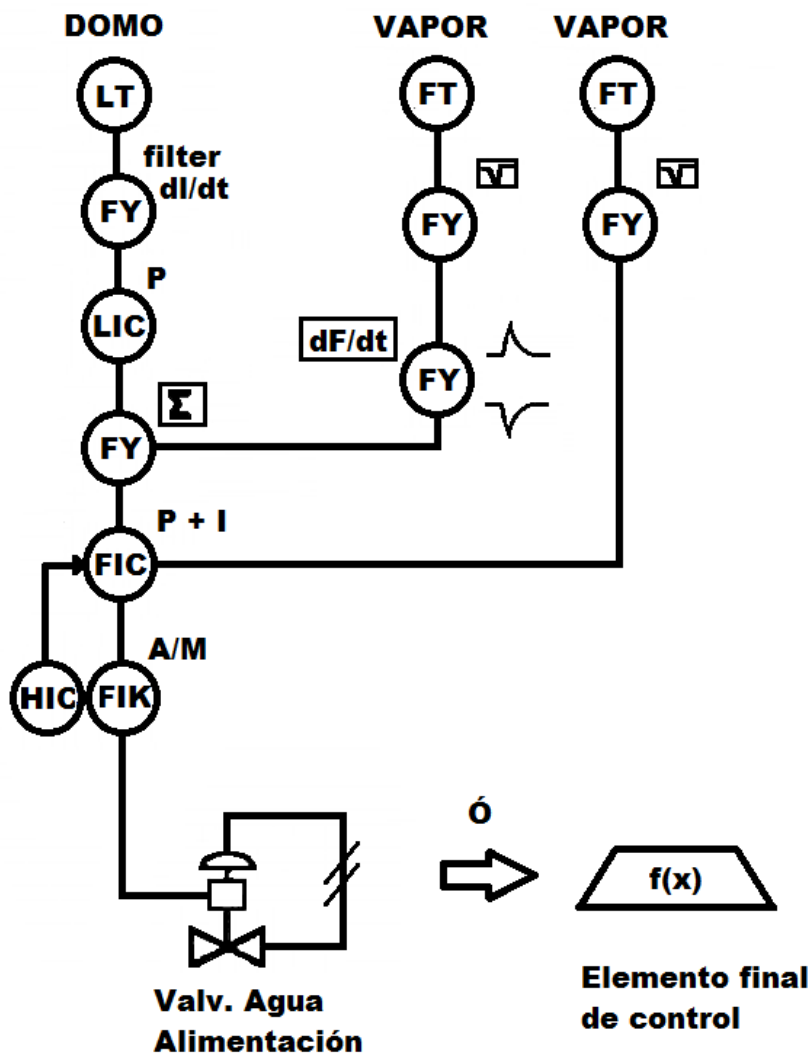 DOMO
VAPOR
VAPOR
LT
FT
FT
filter
dl/dt
√
√
FY
FY
FY
P
LIC
dF/dt
FY
Σ
FY
P + I
FIC
A/M
HIC
FIK
Ó
f(x)
Valv. Agua
Alimentación
Elemento final
de control